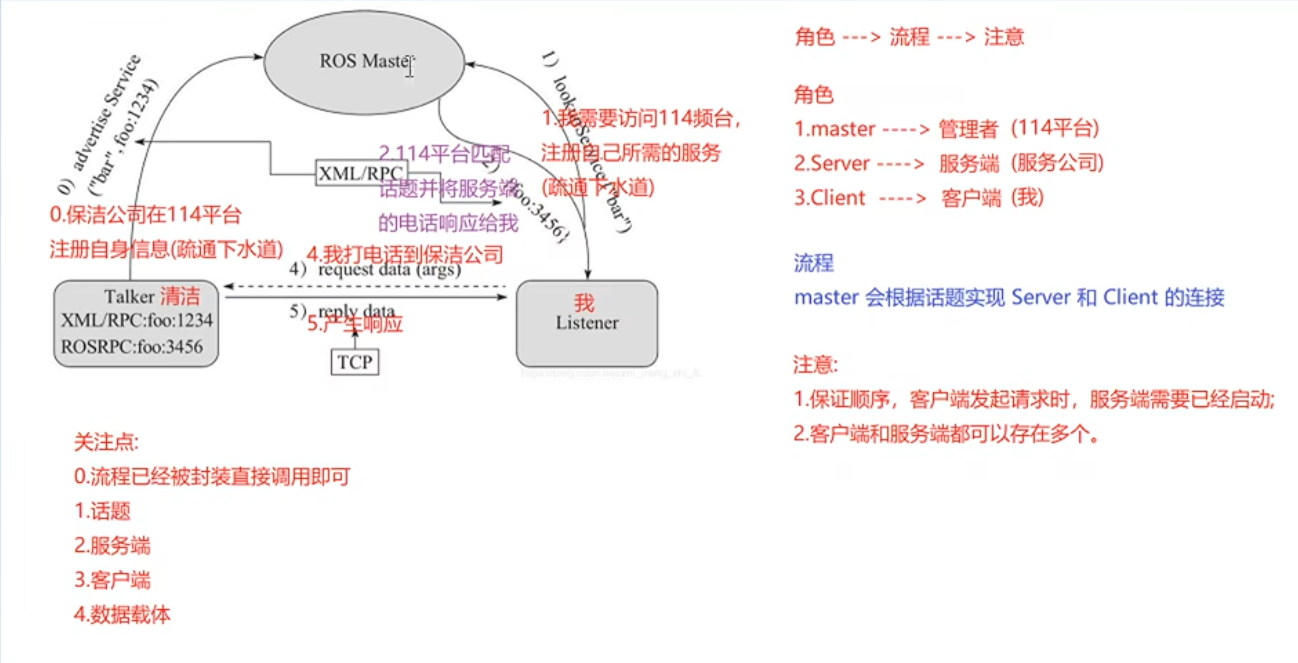 ROS Master
0）advertise Service
("bar", foo:1234)
1）lookupService ("bar")
2）{foo:3456}
XML/RPC
0.保洁公司在114平台
注册自身信息(疏通下水道)
1.我需要访问114频台，
注册自己所需的服务
(疏通下水道)
2.114平台匹配
话题并将服务端
的电话响应给我
4.我打电话到保洁公司
4）request data (args)
5）reply data
5.产生响应
TCP
Talker 清洁
XML/RPC:foo:1234
ROSRPC:foo:3456
我
Listener
关注点:
0.流程已经被封装直接调用即可
1.话题
2.服务端
3.客户端
4.数据载体
角色 ---> 流程 ---> 注意
角色
1.master ----> 管理者 (114平台)
2.Server ----> 服务端 (服务公司)
3.Client ----> 客户端 (我)
流程
master 会根据话题实现 Server 和 Client 的连接
注意:
1.保证顺序，客户端发起请求时，服务端需要已经启动;
2.客户端和服务端都可以存在多个。